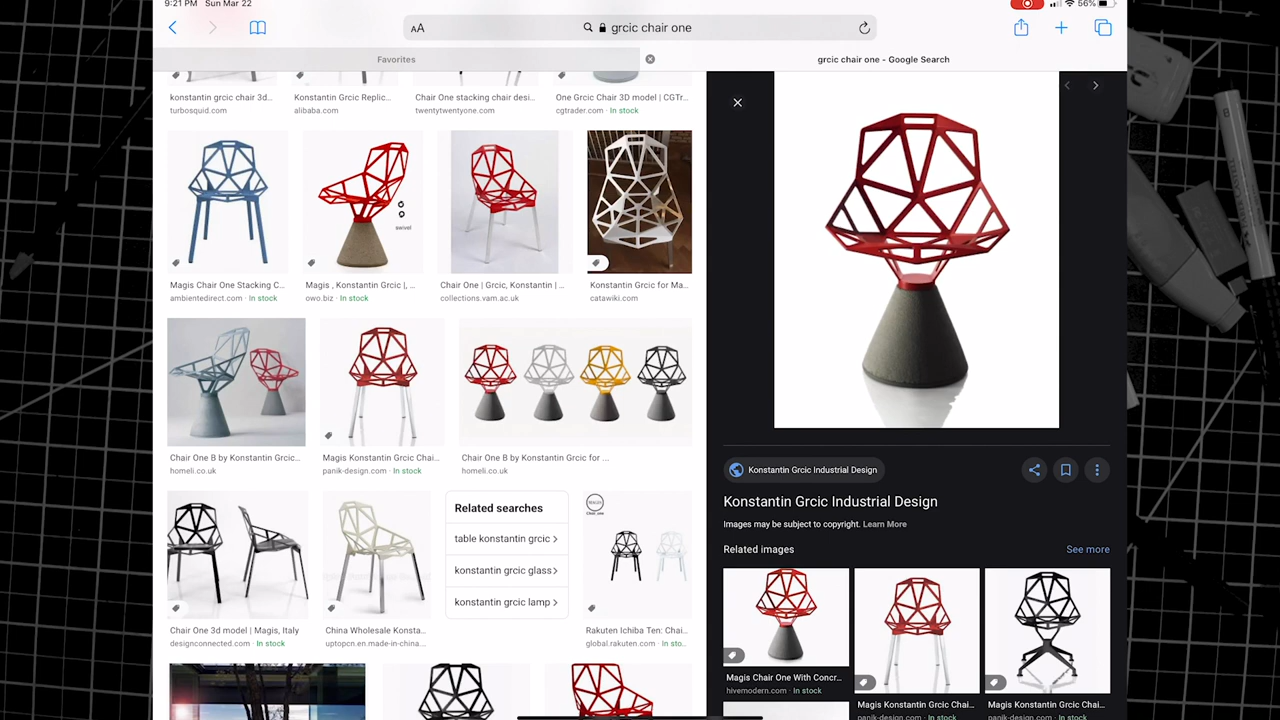 9:21 PM Sun Mar 22
56%
AA
grcic chair one
Favorites
grcic chair one - Google Search
konstantin grcic chair 3d...
turbosquid.com
Konstantin Grcic Replic...
alibaba.com
Chair One stacking chair desi...
twentytwentyone.com
One Grcic Chair 3D model | CGTr...
cgtrader.com · In stock
swivel
Magis Chair One Stacking C...
ambientedirect.com · In stock
Magis , Konstantin Grcic |, ...
owo.biz · In stock
Chair One | Grcic, Konstantin | ...
collections.vam.ac.uk
Konstantin Grcic for Ma...
catawiki.com
Chair One B by Konstantin Grcic...
homeli.co.uk
Magis Konstantin Grcic Chai...
panik-design.com · In stock
Chair One B by Konstantin Grcic for ...
homeli.co.uk
Related searches
table konstantin grcic
konstantin grcic glass
konstantin grcic lamp
Chair One 3d model | Magis, Italy
designconnected.com · In stock
China Wholesale Konsta...
uptopcn.en.made-in-china...
Rakuten Ichiba Ten: Chai...
global.rakuten.com · In sto...
Konstantin Grcic Industrial Design
Konstantin Grcic Industrial Design
Images may be subject to copyright. Learn More
Related images
See more
Magis Chair One With Concr...
hivemodern.com · In stock
Magis Konstantin Grcic Chai...
panik-design.com · In stock
Magis Konstantin Grcic Chai...
panik-design.com · In stock